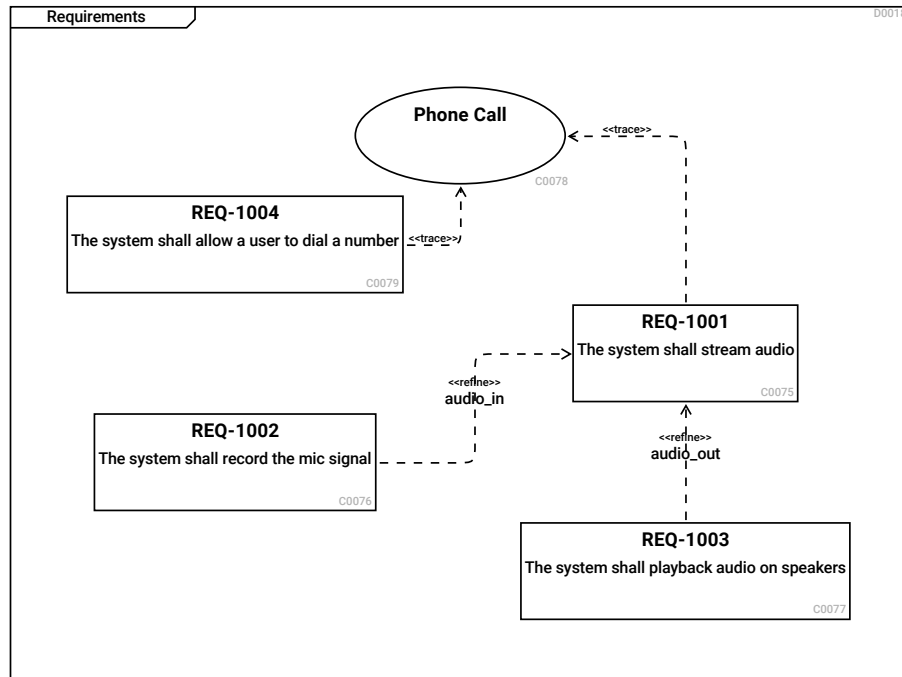 Requirements
D0018
Phone Call
<<trace>>
C0078
REQ-1004
The system shall allow a user to dial a number
<<trace>>
C0079
REQ-1001
The system shall stream audio
C0075
<<refine>>
audio_in
REQ-1002
The system shall record the mic signal
C0076
<<refine>>
audio_out
REQ-1003
The system shall playback audio on speakers
C0077